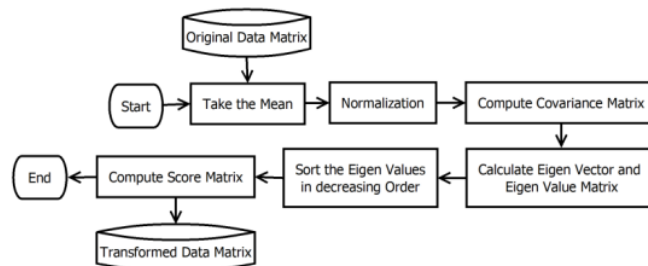 Original Data Matrix
Start
Take the Mean
Normalization
Compute Covariance Matrix
Calculate Eigen Vector and
Eigen Value Matrix
Sort the Eigen Values
in decreasing Order
Compute Score Matrix
End
Transformed Data Matrix